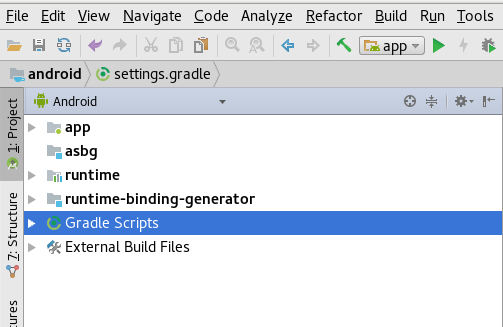 File Edit View Navigate Code Analyze Refactor Build Run Tools
app
android settings.gradle
Android
1: Project
app
asbg
runtime
7: Structure
runtime-binding-generator
Gradle Scripts
External Build Files